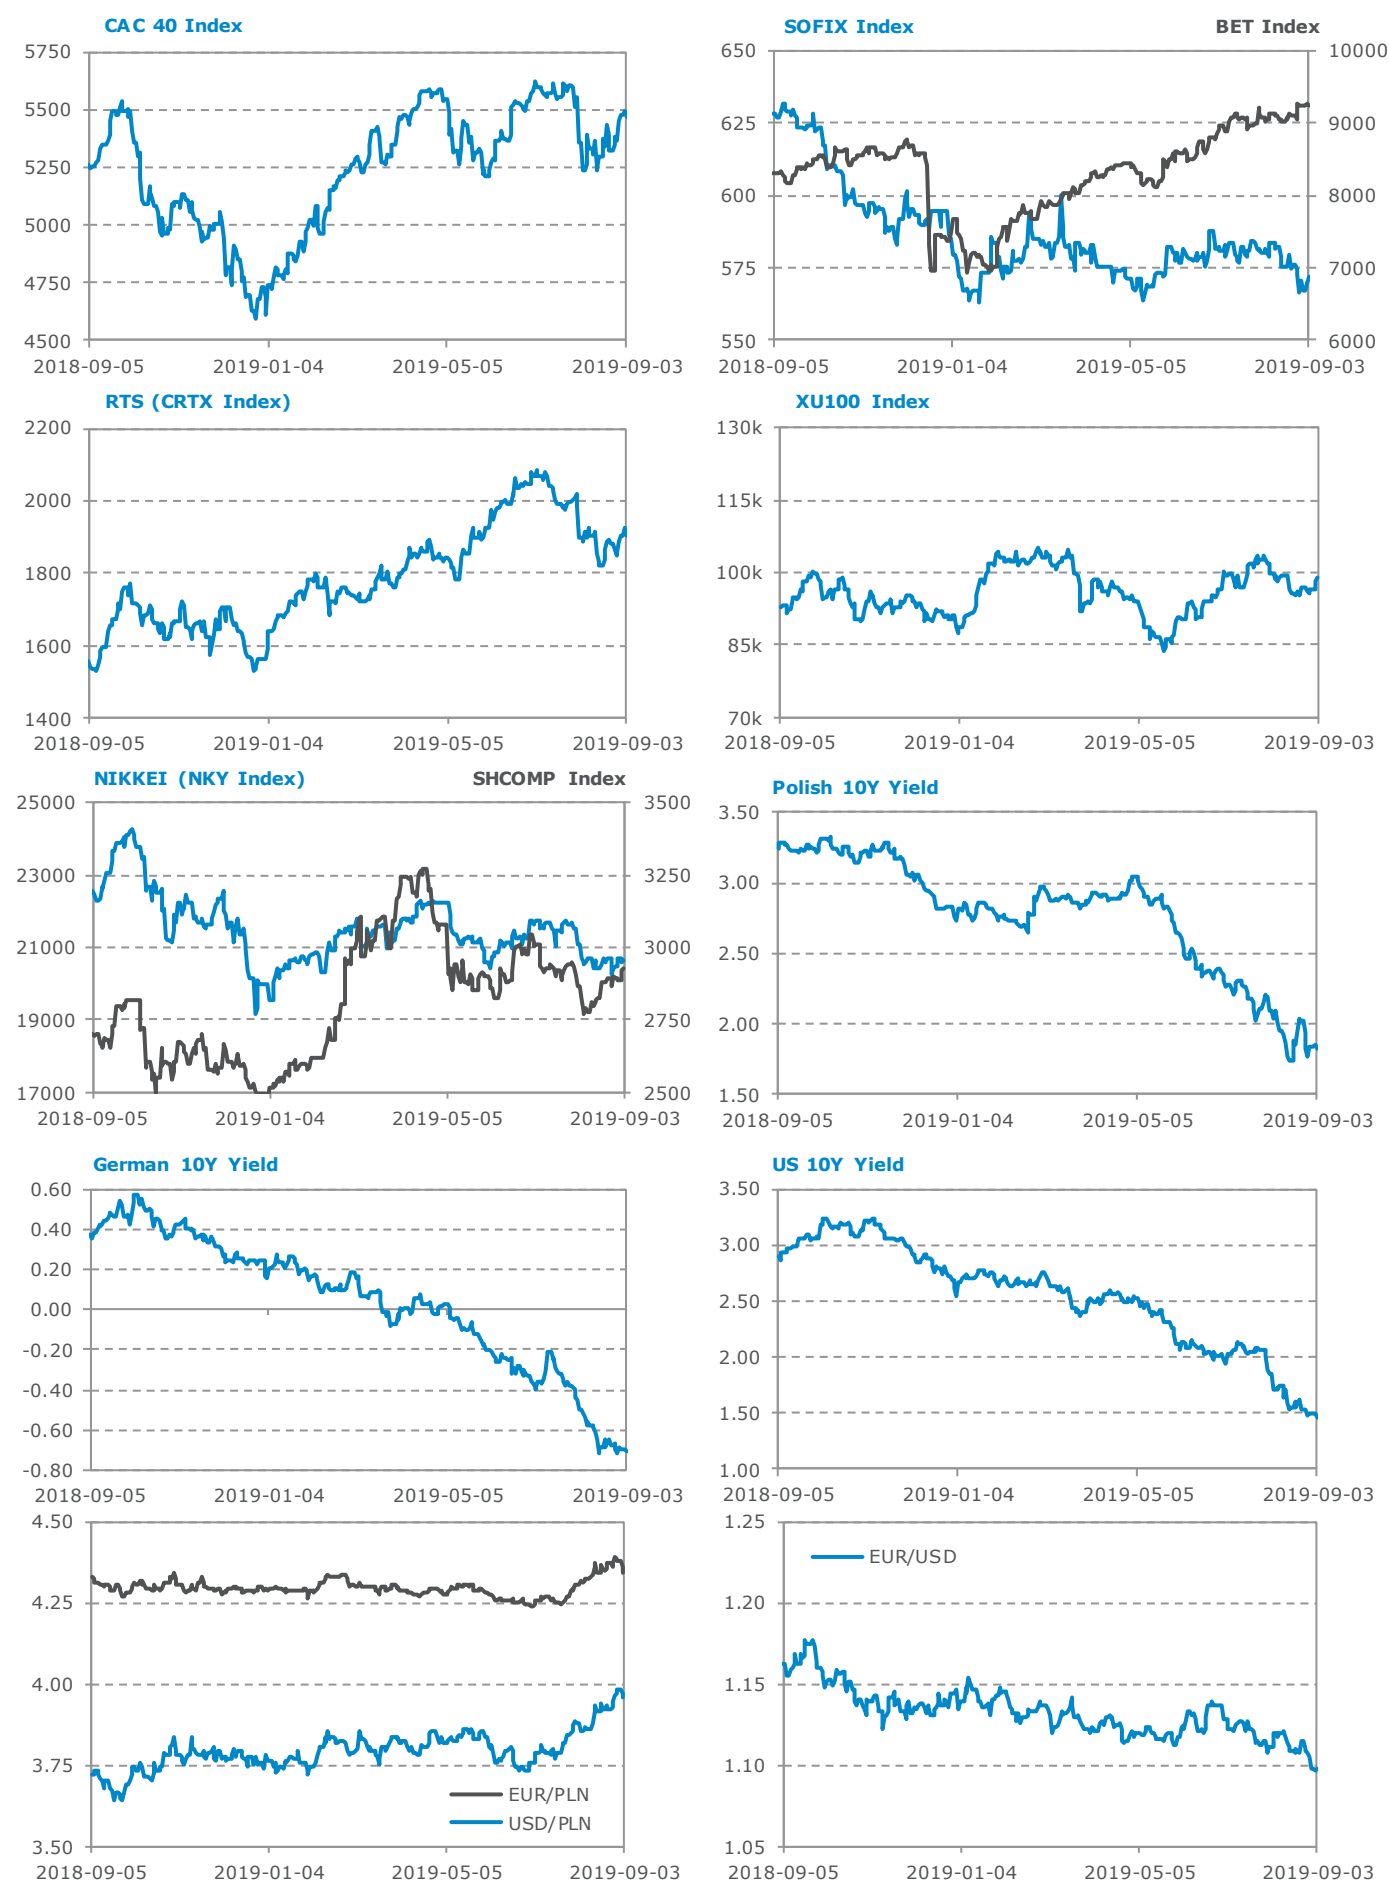 CAC 40 Index
5750
5500
5250
5000
4750
4500
2018-09-05 2019-01-04 2019-05-05 2019-09-03
SOFIX Index BET Index
650 10000
625 9000
600 8000
575 7000
550 6000
2018-09-05 2019-01-04 2019-05-05 2019-09-03
RTS (CRTX Index)
2200
2000
1800
1600
1400
2018-09-05 2019-01-04 2019-05-05 2019-09-03
XU100 Index
130k
115k
100k
85k
70k
2018-09-05 2019-01-04 2019-05-05 2019-09-03
NIKKEI (NKY Index) SHCOMP Index
25000 3500
23000 3250
21000 3000
19000 2750
17000 2500
2018-09-05 2019-01-04 2019-05-05 2019-09-03
Polish 10Y Yield
3.50
3.00
2.50
2.00
1.50
2018-09-05 2019-01-04 2019-05-05 2019-09-03
German 10Y Yield
0.60
0.40
0.20
0.00
-0.20
-0.40
-0.60
-0.80
2018-09-05 2019-01-04 2019-05-05 2019-09-03
US 10Y Yield
3.50
3.00
2.50
2.00
1.50
1.00
2018-09-05 2019-01-04 2019-05-05 2019-09-03
4.50
4.25
4.00
3.75
3.50
EUR/PLN
USD/PLN
2018-09-05 2019-01-04 2019-05-05 2019-09-03
1.25
EUR/USD
1.20
1.15
1.10
1.05
2018-09-05 2019-01-04 2019-05-05 2019-09-03